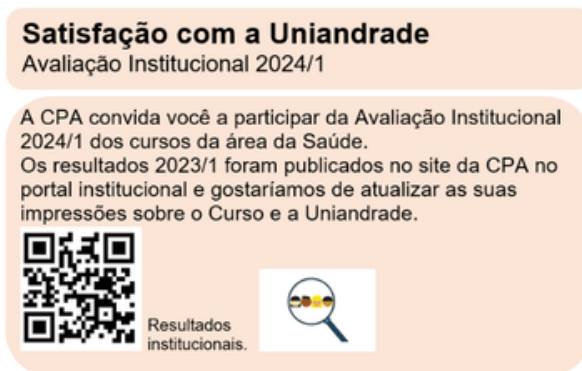 Satisfação com a Uniandrade
Avaliação Institucional 2024/1
A CPA convida você a participar da Avaliação Institucional
2024/1 dos cursos da área da Saúde.
Os resultados 2023/1 foram publicados no site da CPA no
portal institucional e gostaríamos de atualizar as suas
impressões sobre o Curso e a Uniandrade.
Resultados
institucionais.